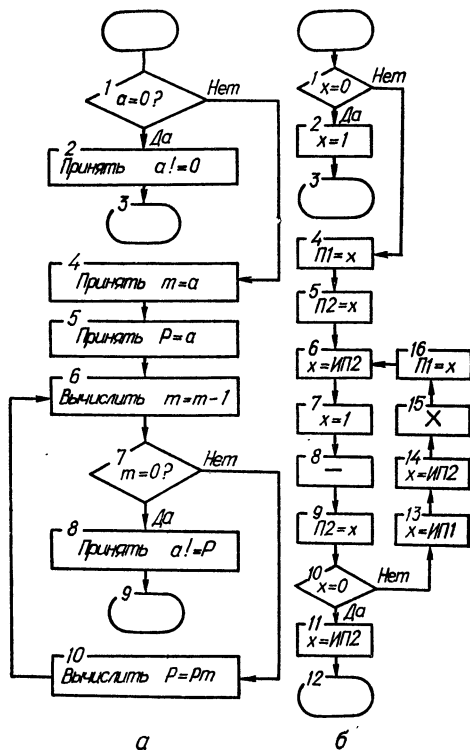 1
a=0?
Нет
Да
2
Принять a!=0
3
4
Принять m=a
5
Принять P=a
6
Вычислить m=m-1
7
m=0?
Нет
Да
8
Принять a!=P
9
10
Вычислить P=Pm
а
1
x=0
Нет
Да
2
x=1
3
4
П1=x
5
П2=x
6
x=ИП2
7
x=1
8
—
9
П2=x
10
x=0
Нет
Да
11
x=ИП2
12
16
П1=x
15
×
14
x=ИП2
13
x=ИП1
б